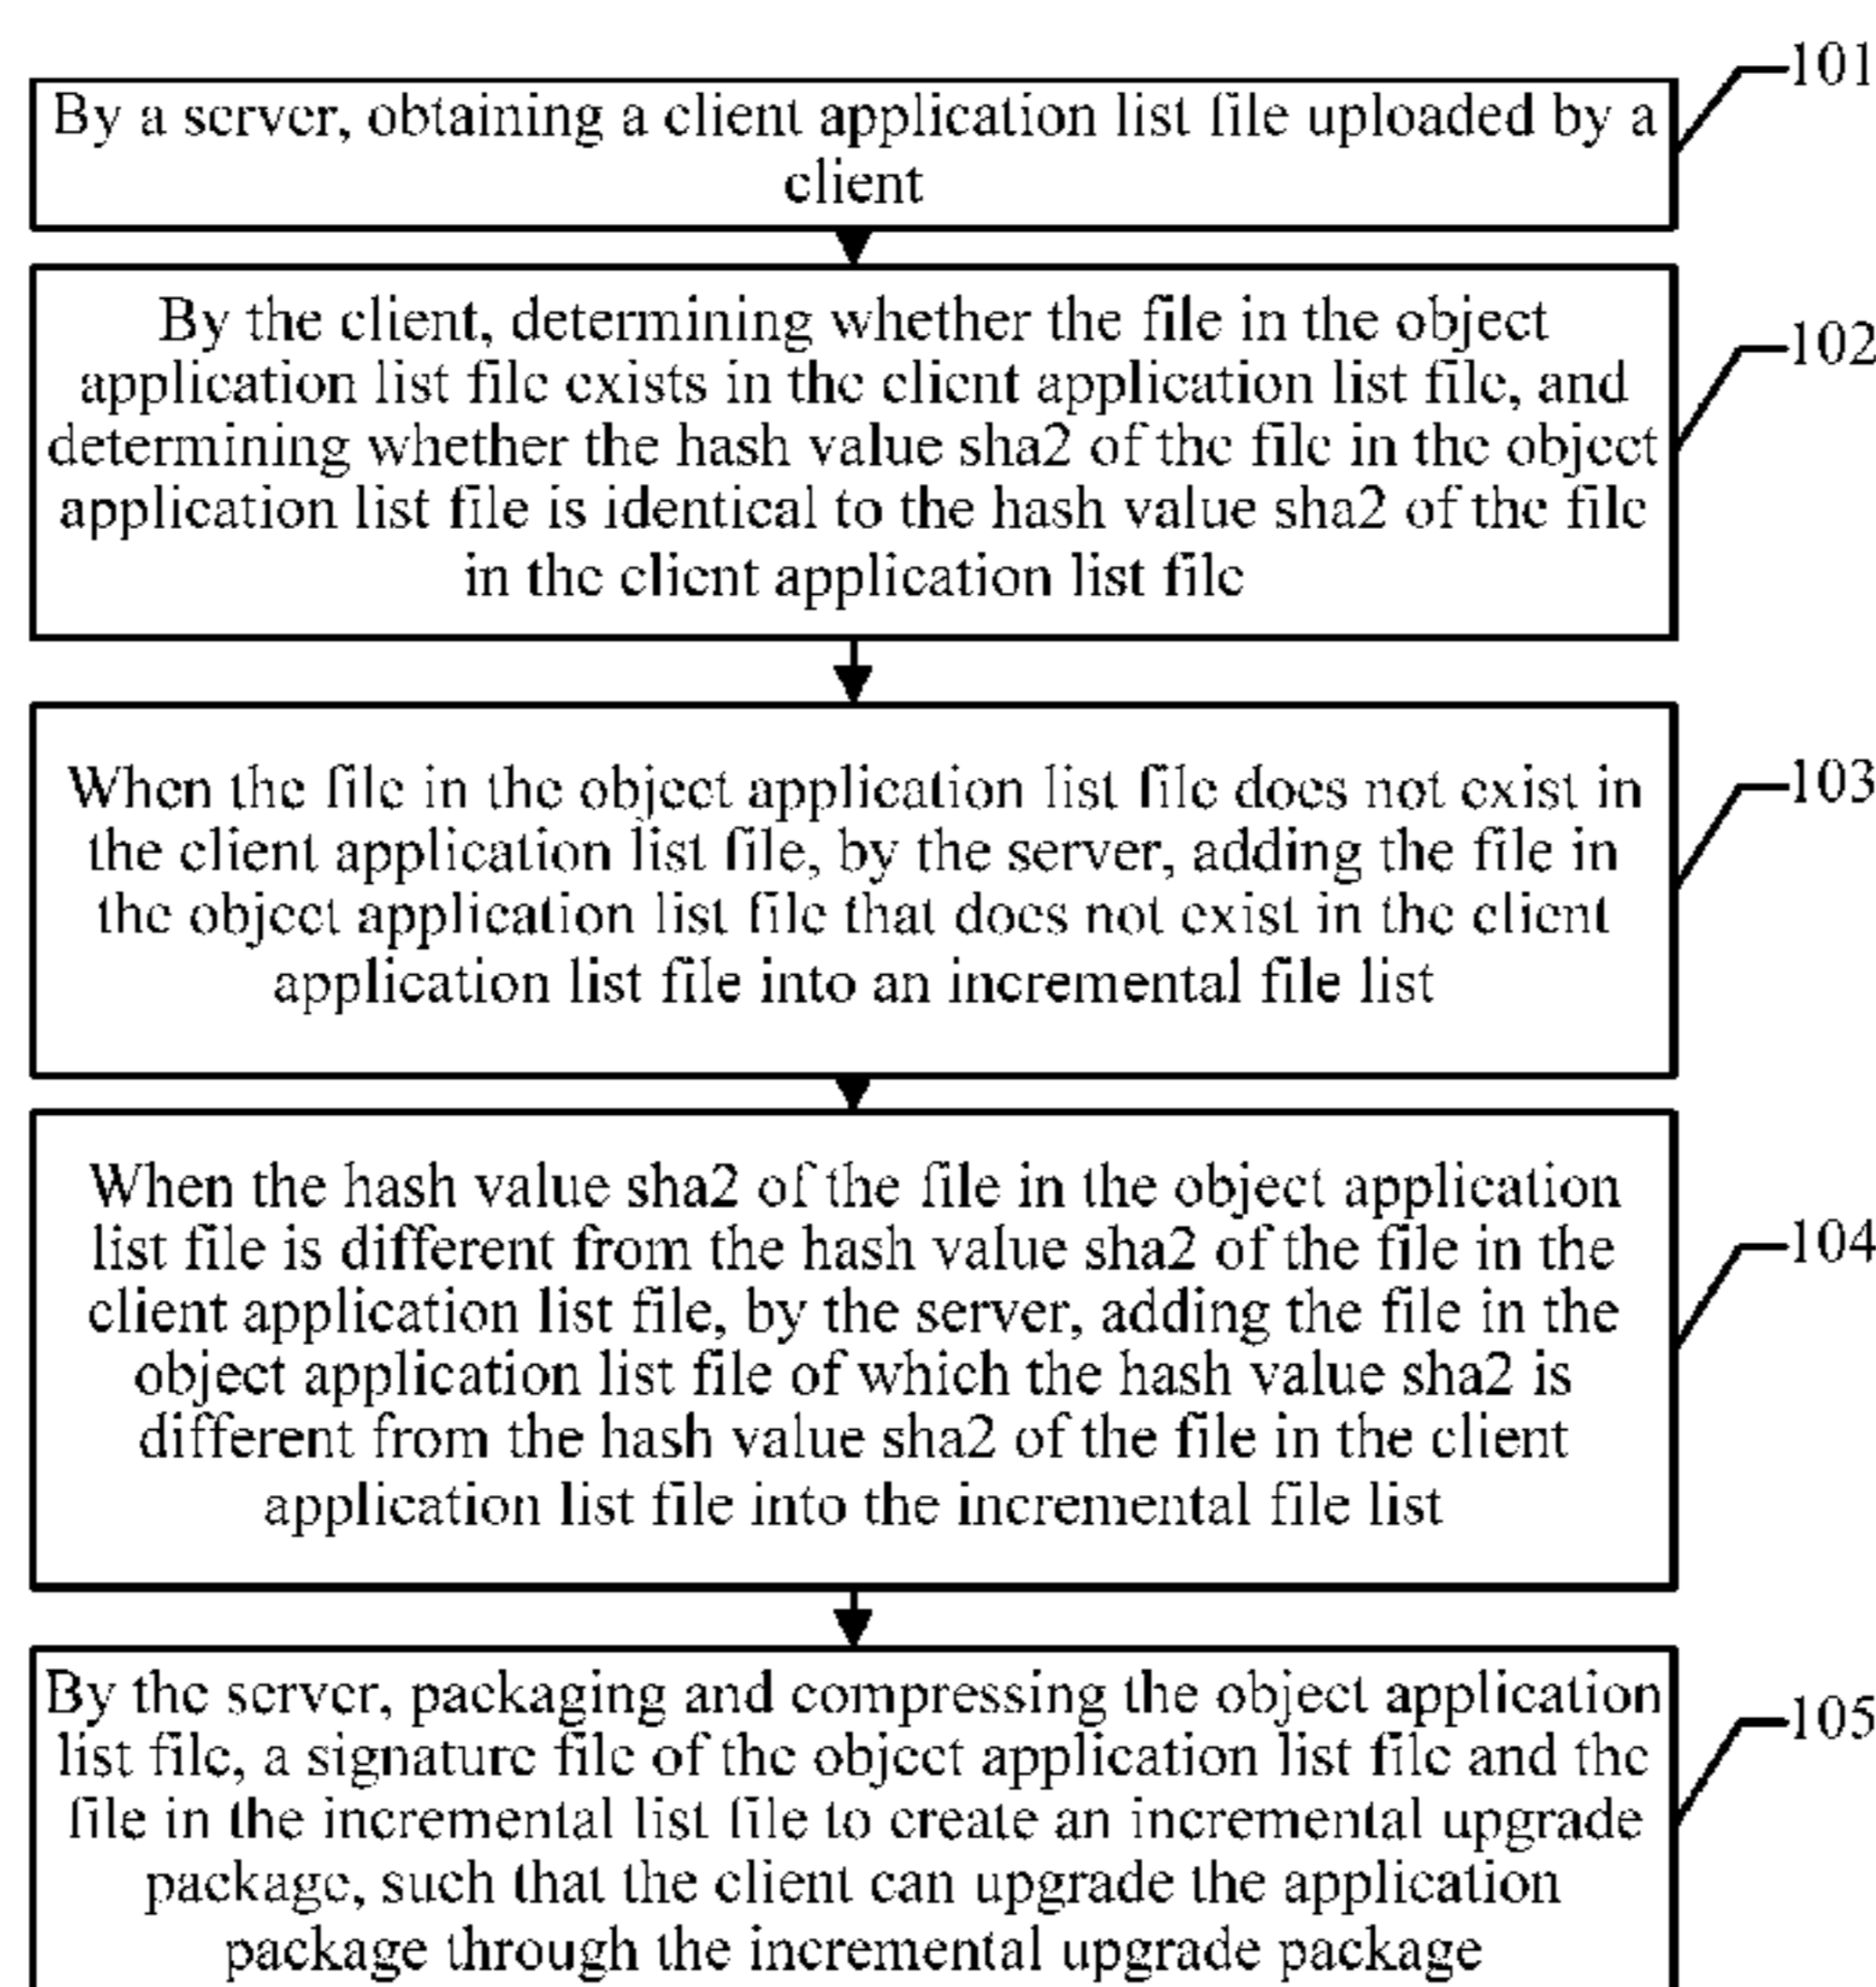 101
By a server, obtaining a client application list file uploaded by a
client
102
By the client, determining whether the file in the object
application list file exists in the client application list file, and
determining whether the hash value sha2 of the file in the object
application list file is identical to the hash value sha2 of the file
in the client application list file
103
When the file in the object application list file does not exist in
the client application list file, by the server, adding the file in
the object application list file that does not exist in the client
application list file into an incremental file list
104
When the hash value sha2 of the file in the object application
list file is different from the hash value sha2 of the file in the
client application list file, by the server, adding the file in the
object application list file of which the hash value sha2 is
different from the hash value sha2 of the file in the client
application list file into the incremental file list
105
By the server, packaging and compressing the object application
list file, a signature file of the object application list file and the
file in the incremental list file to create an incremental upgrade
package, such that the client can upgrade the application
package through the incremental upgrade package